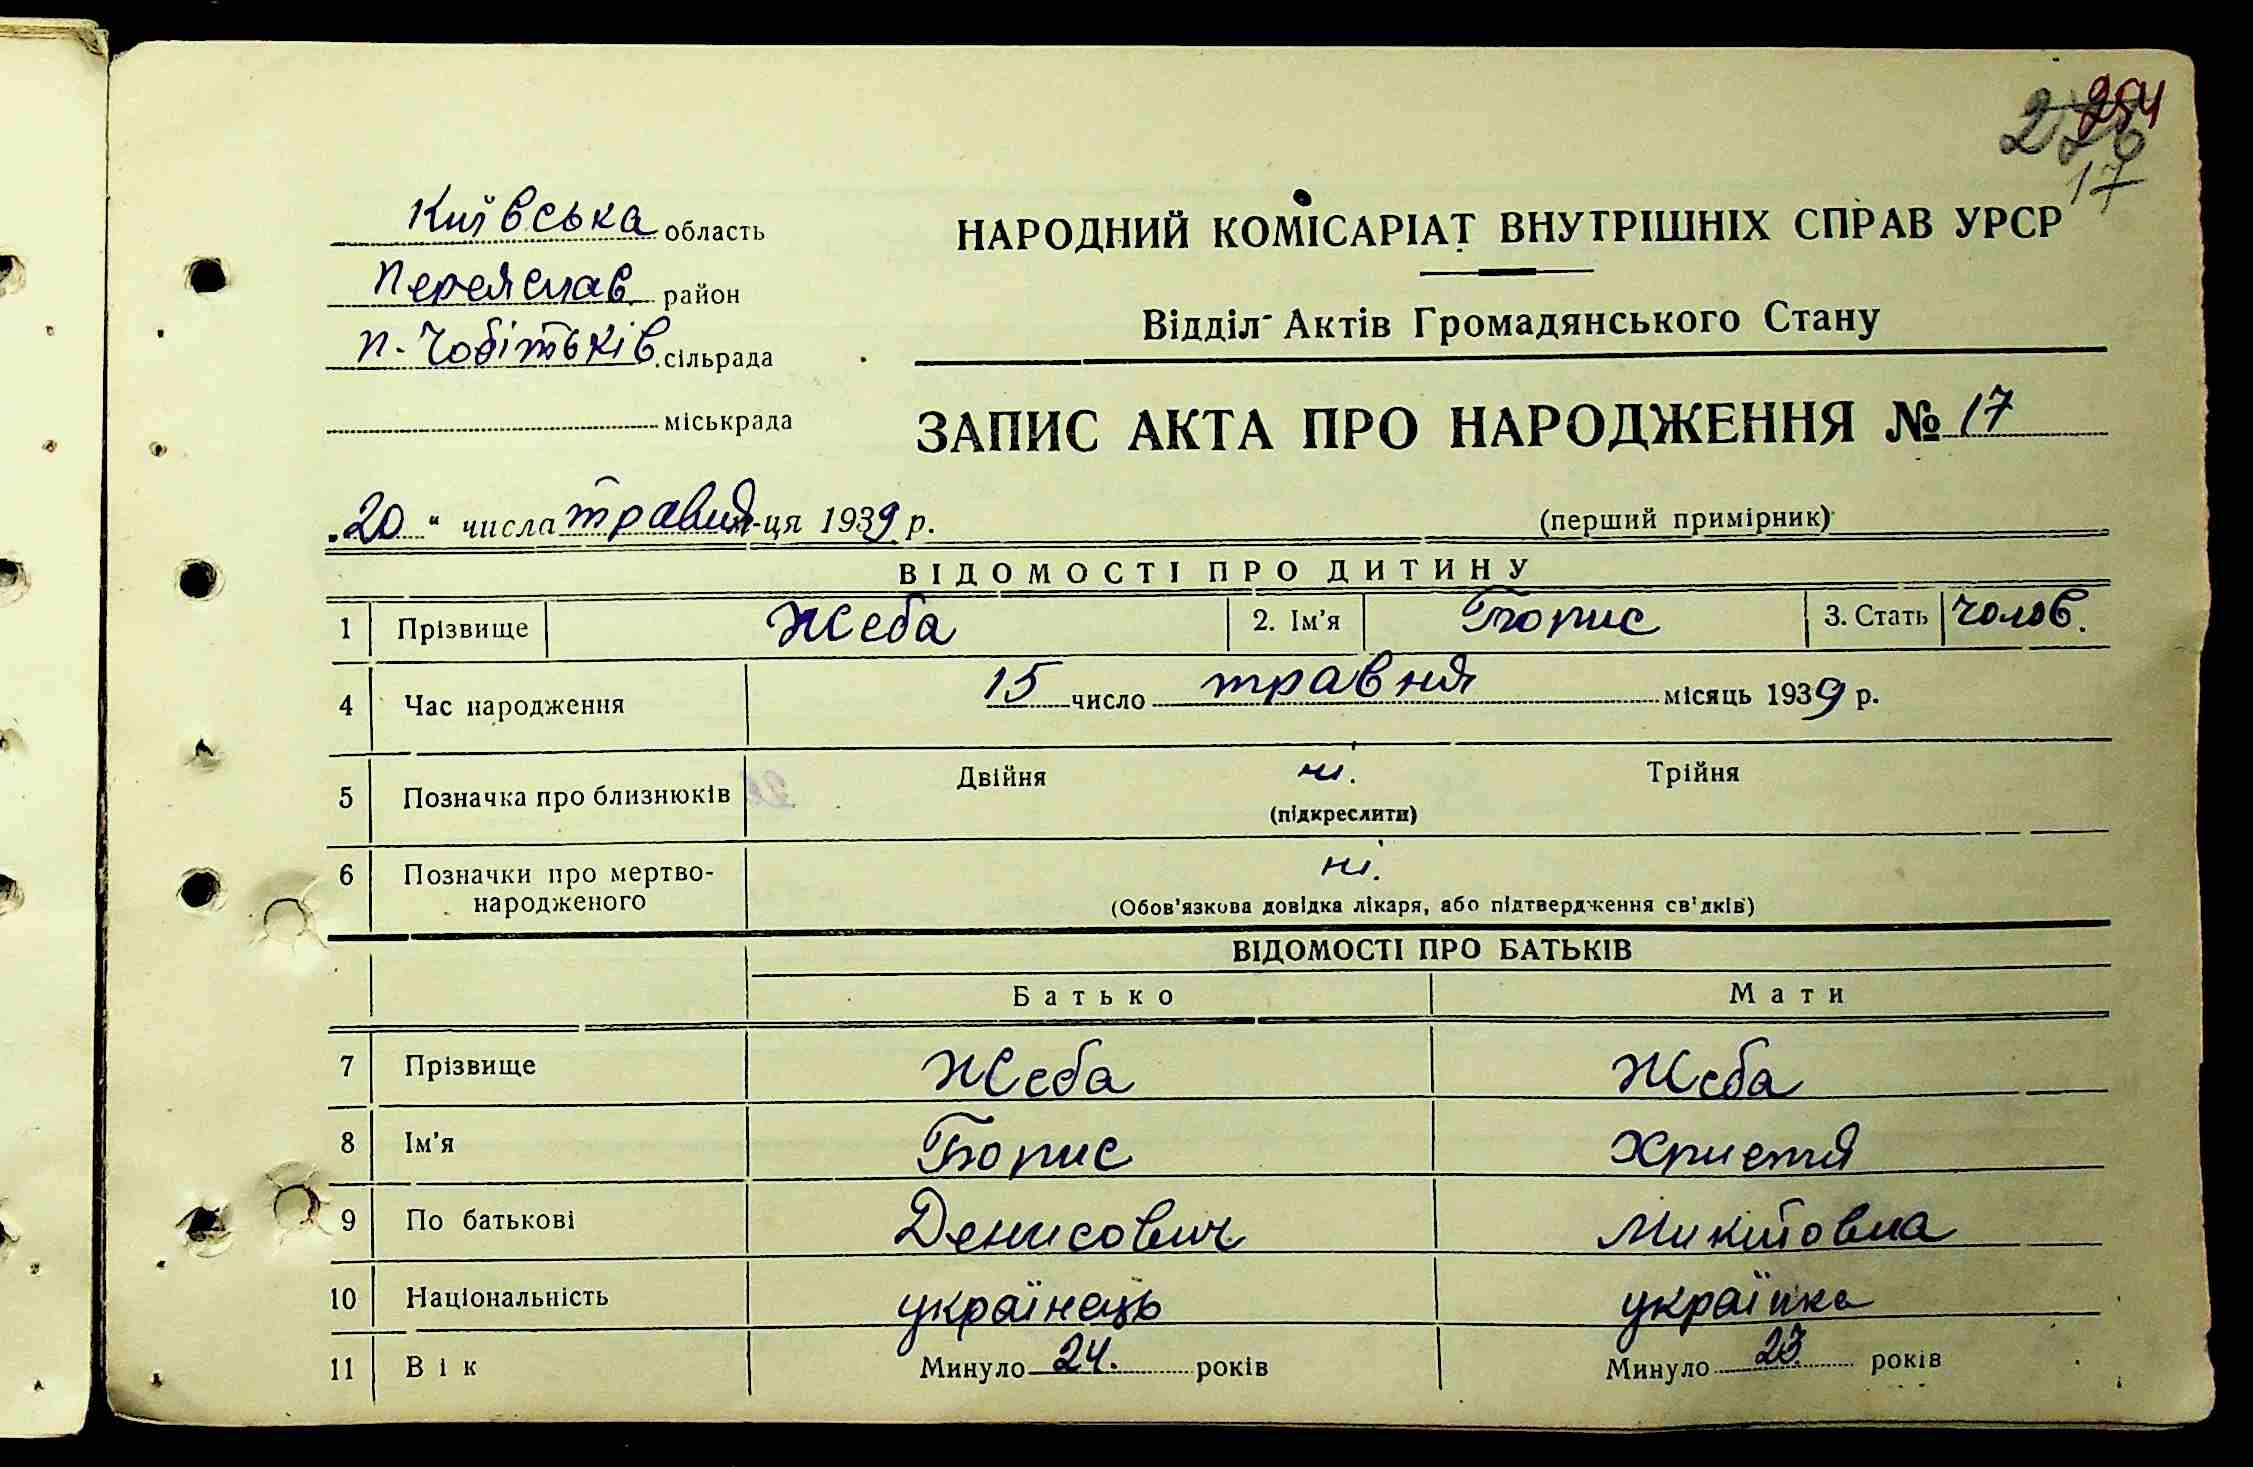 254
226
17
Київська область
Переяслав район
п-Чобітьків сільрада
міськрада
НАРОДНИЙ КОМІСАРІАТ ВНУТРІШНІХ СПРАВ УРСР
Відділ Актів Громадянського Стану
ЗАПИС АКТА ПРО НАРОДЖЕННЯ № 17
„20“ числа травня м-ця 1939 р.
(перший примірник)
ВІДОМОСТІ ПРО ДИТИНУ
1 Прізвище Жеба 2. Ім'я Борис 3. Стать чолов.
4 Час народження 15 число травня місяць 1939 р.
5 Позначка про близнюків Двійня ні. Трійня
(підкреслити)
6 Позначки про мертво-
народженого ні.
(Обов'язкова довідка лікаря, або підтвердження св'дків)
ВІДОМОСТІ ПРО БАТЬКІВ
Батько Мати
7 Прізвище Жеба Жеба
8 Ім'я Борис Христя
9 По батькові Денисович Микитовна
10 Національність українець українка
11 Вік Минуло 24. років Минуло 23 років